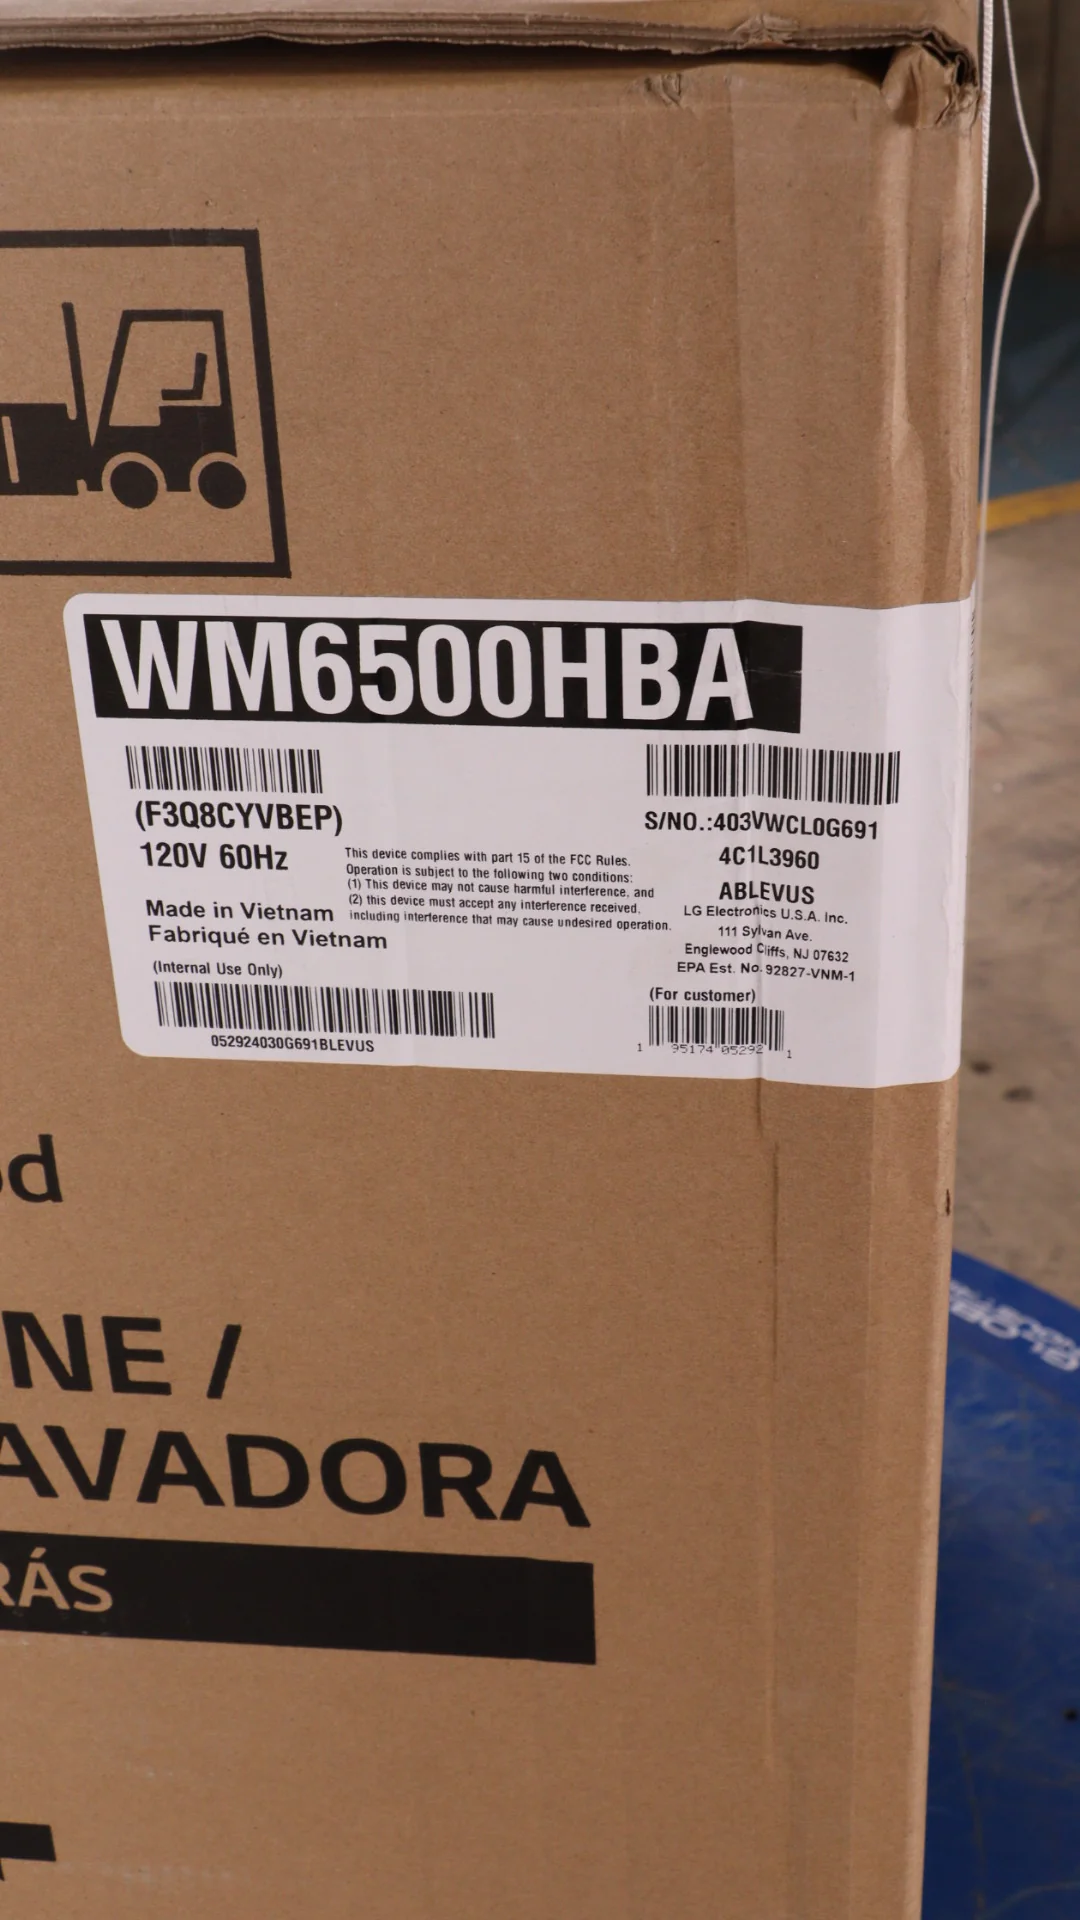 WM6500HBA
(F3Q8CYVBEP)
120V 60Hz
S/NO.:403VWCL0G691
4C1L3960
ABLEVUS
LG Electronics U.S.A. Inc.
111 Sylvan Ave.
Englewood Cliffs, NJ 07632
EPA Est. No. 92827-VNM-1
This device complies with part 15 of the FCC Rules.
Operation is subject to the following two conditions:
(1) This device may not cause harmful interference, and
(2) this device must accept any interference received,
including interference that may cause undesired operation.
Made in Vietnam
Fabriqué en Vietnam
(Internal Use Only)
052924030G691BLEVUS
(For customer)
1 95174 05292 1
d
NE /
AVADORA
RÁS